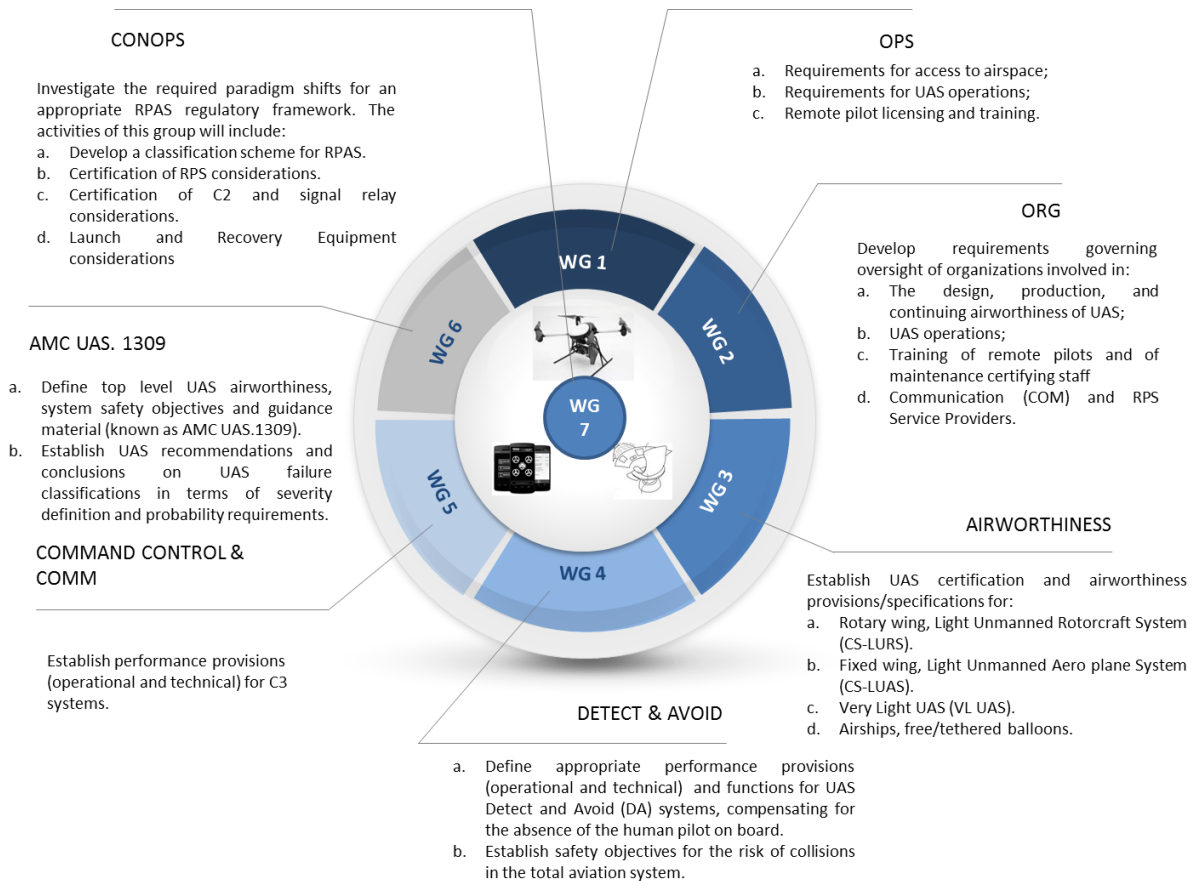 CONOPS
Investigate the required paradigm shifts for an
appropriate RPAS regulatory framework. The
activities of this group will include:
a. Develop a classification scheme for RPAS.
b. Certification of RPS considerations.
c. Certification of C2 and signal relay
considerations.
d. Launch and Recovery Equipment
considerations
OPS
a. Requirements for access to airspace;
b. Requirements for UAS operations;
c. Remote pilot licensing and training.
ORG
Develop requirements governing
oversight of organizations involved in:
a. The design, production, and
continuing airworthiness of UAS;
b. UAS operations;
c. Training of remote pilots and of
maintenance certifying staff
d. Communication (COM) and RPS
Service Providers.
WG 1
WG 2
WG 3
WG 4
WG 5
WG 6
WG
7
AMC UAS. 1309
a. Define top level UAS airworthiness,
system safety objectives and guidance
material (known as AMC UAS.1309).
b. Establish UAS recommendations and
conclusions on UAS failure
classifications in terms of severity
definition and probability requirements.
COMMAND CONTROL &
COMM
Establish performance provisions
(operational and technical) for C3
systems.
AIRWORTHINESS
Establish UAS certification and airworthiness
provisions/specifications for:
a. Rotary wing, Light Unmanned Rotorcraft System
(CS-LURS).
b. Fixed wing, Light Unmanned Aero plane System
(CS-LUAS).
c. Very Light UAS (VL UAS).
d. Airships, free/tethered balloons.
DETECT & AVOID
a. Define appropriate performance provisions
(operational and technical) and functions for UAS
Detect and Avoid (DA) systems, compensating for
the absence of the human pilot on board.
b. Establish safety objectives for the risk of collisions
in the total aviation system.